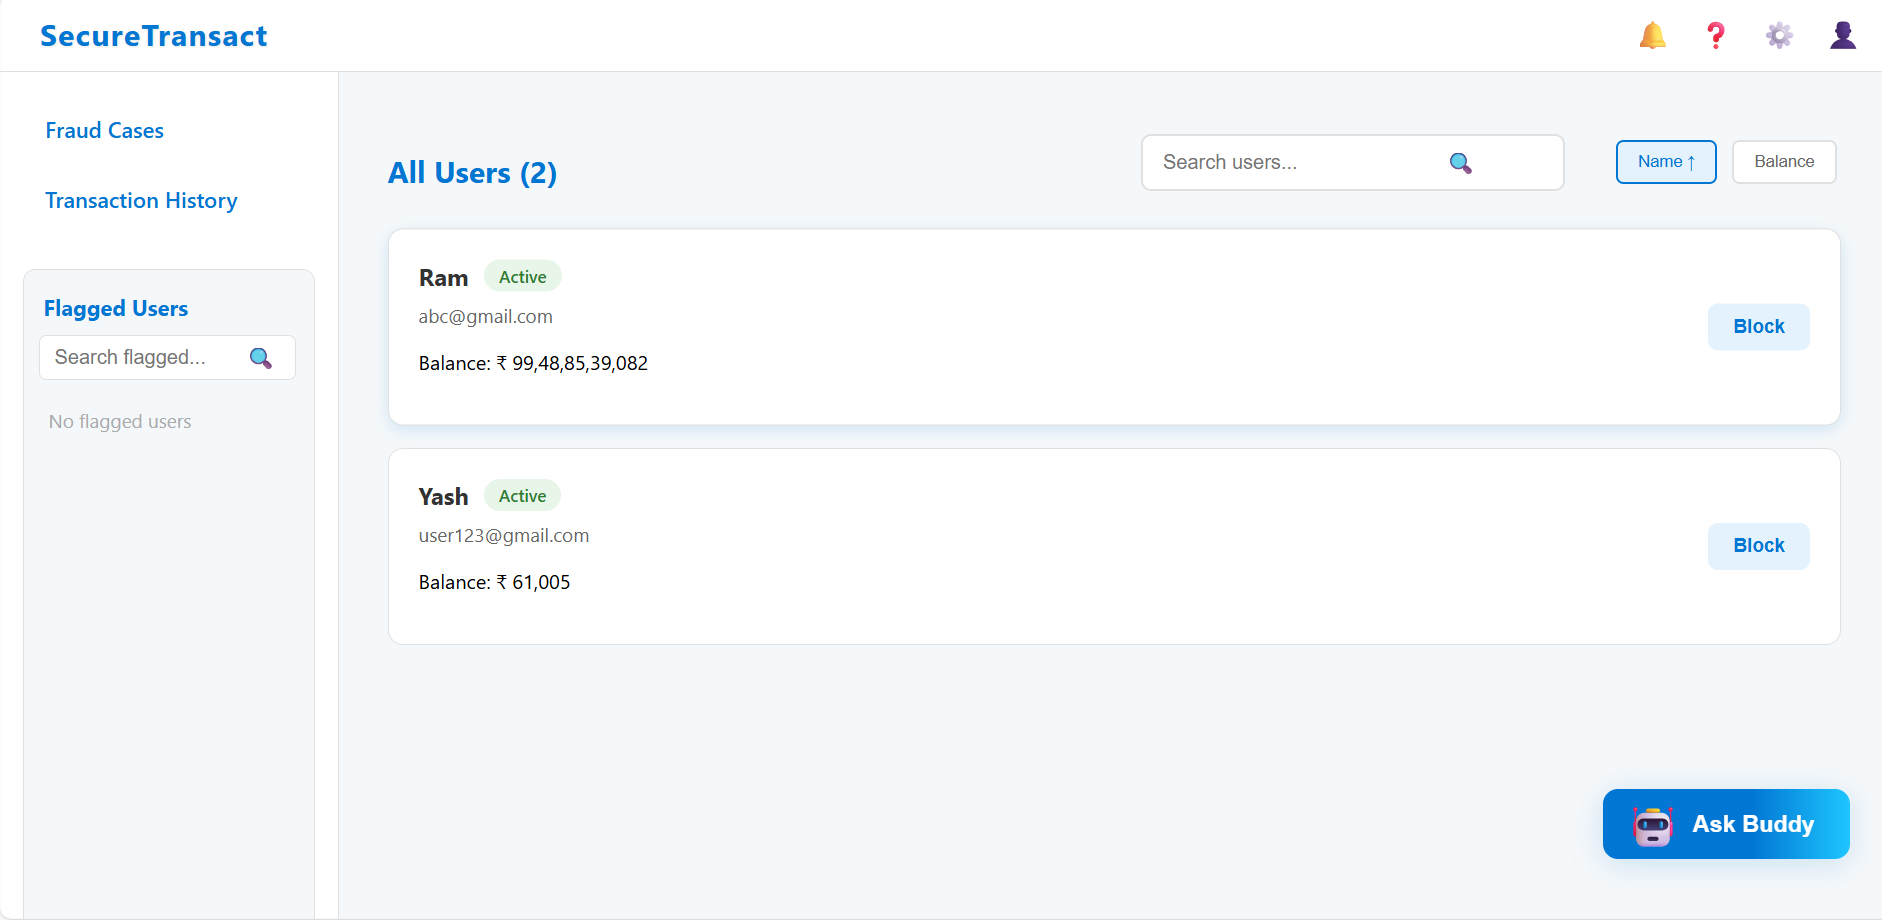 SecureTransact
Fraud Cases
Transaction History
Flagged Users
Search flagged...
No flagged users
All Users (2)
Search users...
Name ↑
Balance
Ram
Active
abc@gmail.com
Balance: ₹ 99,48,85,39,082
Block
Yash
Active
user123@gmail.com
Balance: ₹ 61,005
Block
Ask Buddy